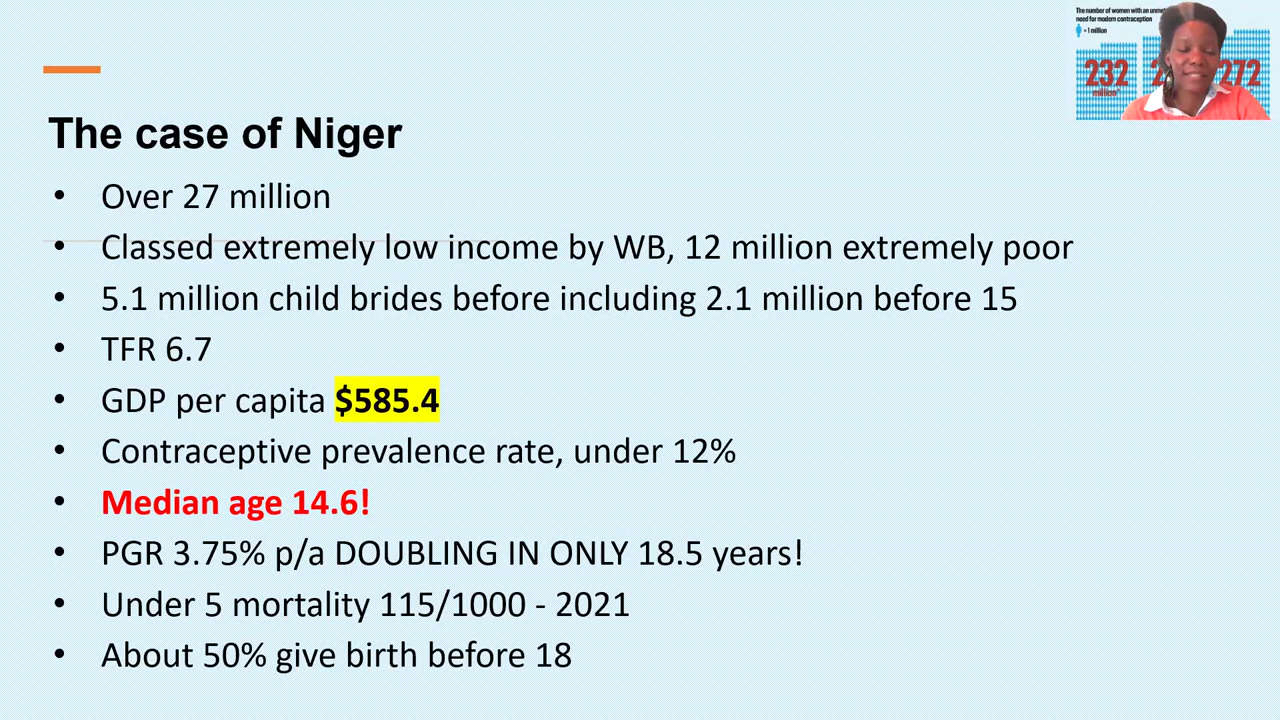 The number of women with an
need for modern contraception
= 1 million
232
million
272
The case of Niger
• Over 27 million
• Classed extremely low income by WB, 12 million extremely poor
• 5.1 million child brides before including 2.1 million before 15
• TFR 6.7
• GDP per capita $585.4
• Contraceptive prevalence rate, under 12%
• Median age 14.6!
• PGR 3.75% p/a DOUBLING IN ONLY 18.5 years!
• Under 5 mortality 115/1000 - 2021
• About 50% give birth before 18